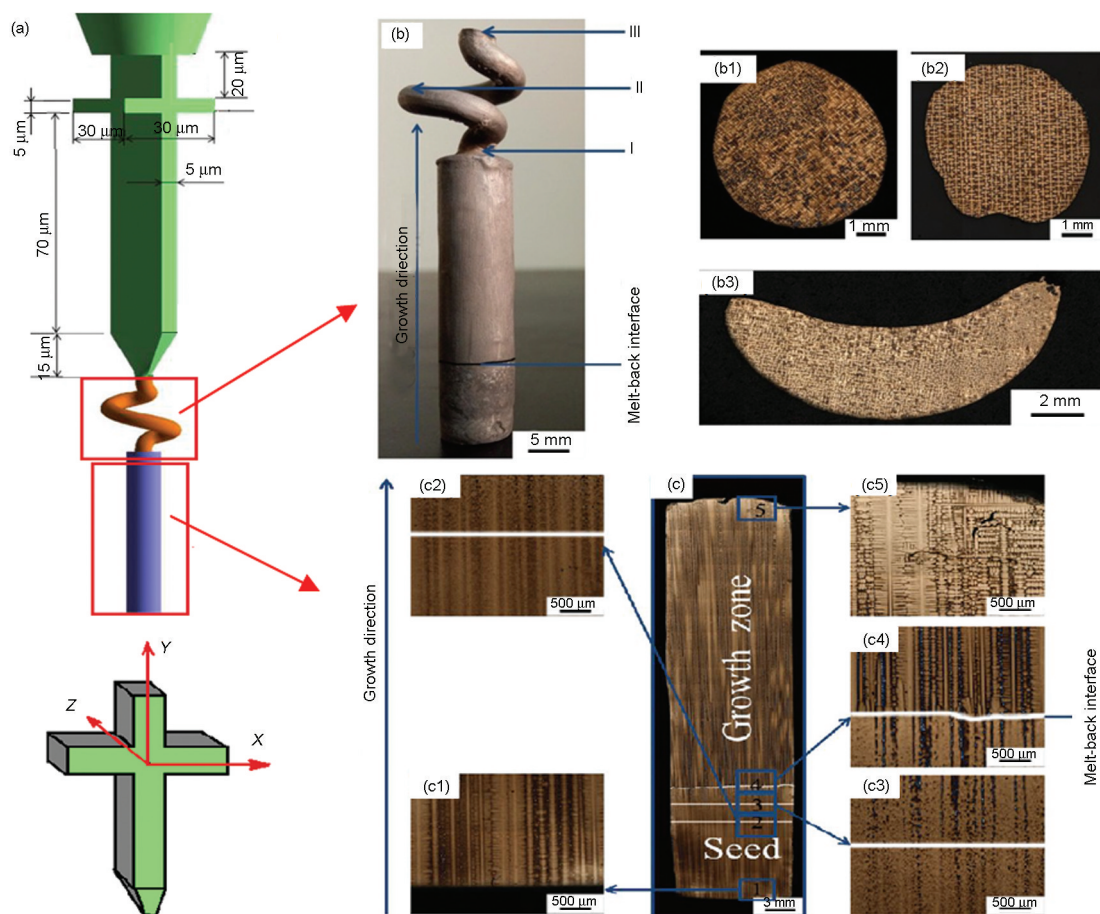 (a)
20 μm
5 μm
30 μm
30 μm
5 μm
70 μm
15 μm
Y
Z
X
(b)
III
II
I
Growth driection
Melt-back interface
5 mm
(b1)
1 mm
(b2)
1 mm
(b3)
2 mm
Growth direction
(c2)
500 μm
(c1)
500 μm
(c)
5
Growth zone
4
3
2
Seed
1
3 mm
(c5)
500 μm
(c4)
500 μm
Melt-back interface
(c3)
500 μm